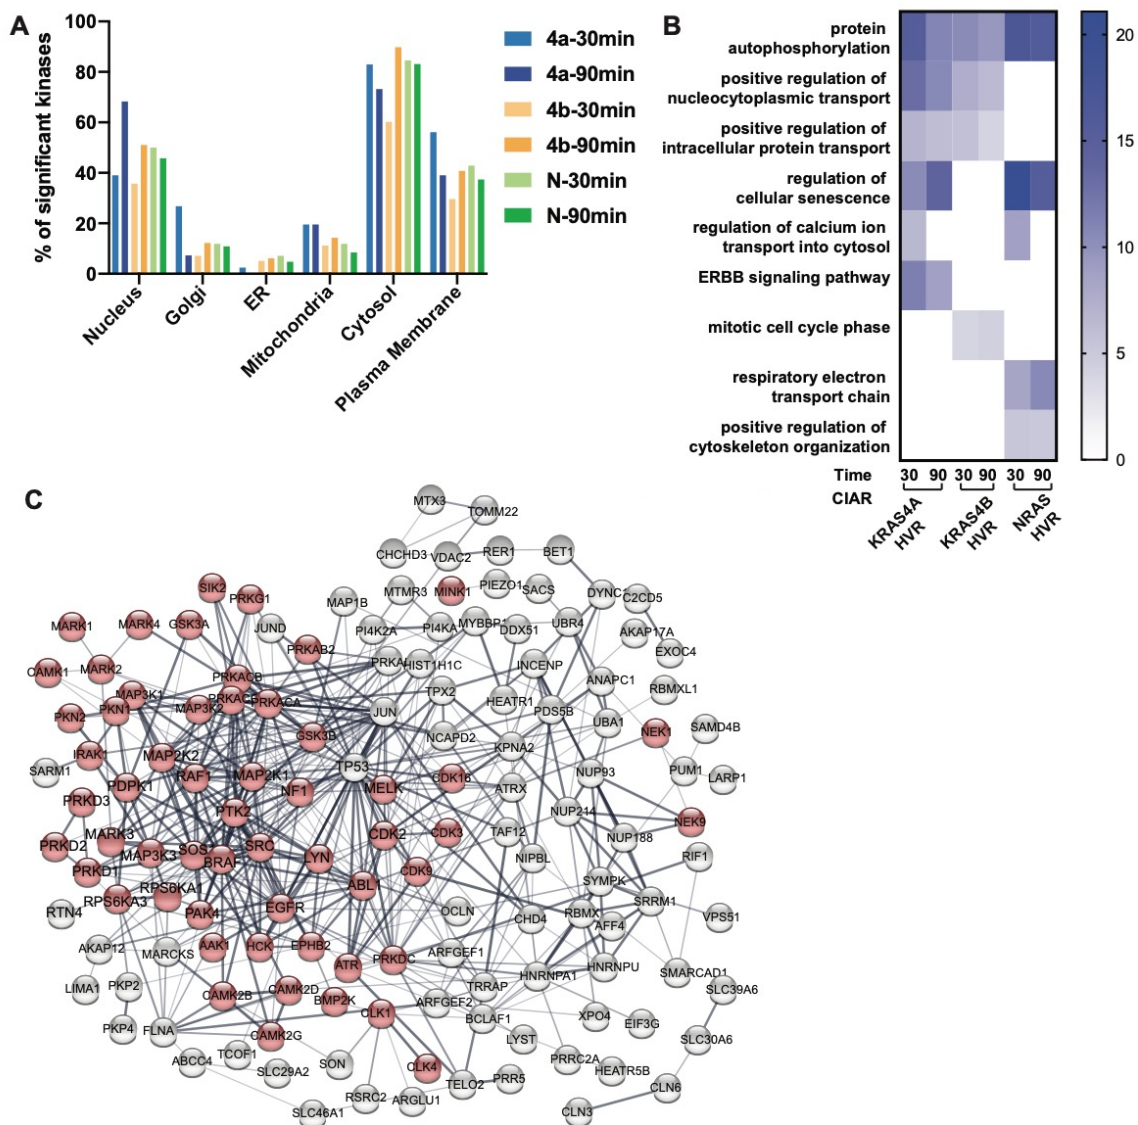 A
% of significant kinases
100
80
60
40
20
0
Nucleus
Golgi
ER
Mitochondria
Cytosol
Plasma Membrane
4a-30min
4a-90min
4b-30min
4b-90min
N-30min
N-90min
B
protein
autophosphorylation
positive regulation of
nucleocytoplasmic transport
positive regulation of
intracellular protein transport
regulation of
cellular senescence
regulation of calcium ion
transport into cytosol
ERBB signaling pathway
mitotic cell cycle phase
respiratory electron
transport chain
positive regulation of
cytoskeleton organization
20
15
10
5
0
Time
30 90 30 90 30 90
CIAR
KRAS4A
HVR
KRAS4B
HVR
NRAS
HVR
C
MTX3
TOMM22
CHCHD3
VDAC2
RER1
BET1
SIK2
PRKG1
MAP1B
MTMR3
MINK1
PIEZO1
SACS
DYNC1
C2CD5
MARK1
MARK4
GSK3A
JUND
PI4K2A
PI4KA
MYBBP1
DDX51
UBR4
AKAP17A
EXOC4
PRKAB2
CAMK1
MARK2
PRKACB
PRKA
HIST1H1C
INCENP
ANAPC1
RBMXL1
MAP3K1
PKN2
PKN1
MAP3K2
PRKACA
JUN
TPX2
HEATR1
PDS5B
UBA1
GSK3B
NCAPD2
KPNA2
NEK1
SAMD4B
IRAK1
SARM1
MAP2K2
TP53
PDPK1
RAF1
MAP2K1
NF1
MELK
CDK18
ATRX
NUP93
PUM1
LARP1
PRKD3
PTK2
NUP214
NEK9
MARK3
PRKD2
CDK2
CDK3
TAF12
NUP188
MAP3K3
SOS
BRAF
SRC
LYN
CDK9
NIPBL
RIF1
PRKD1
RPS6KA1
RPS6KA3
ABL1
SYMPK
SRRM1
RTN4
PAK4
EGFR
OCLN
CHD4
RBMX
AFF4
VPS51
AKAP12
MARCKS
AAK1
HCK
EPHB2
ATR
PRKDC
ARFGEF1
HNRNPA1
HNRNPU
SMARCAD1
LIMA1
PKP2
CAMK2B
CAMK2D
BMP2K
ARFGEF2
TRRAP
SLC39A6
PKP4
FLNA
CAMK2G
CLK1
BCLAF1
XPO4
EIF3G
LYST
SLC30A6
ABCC4
TCOF1
SLC29A2
SON
CLK4
PRRC2A
HEATR5B
TELO2
PRR5
CLN6
SLC46A1
RSRC2
ARGLU1
CLN3